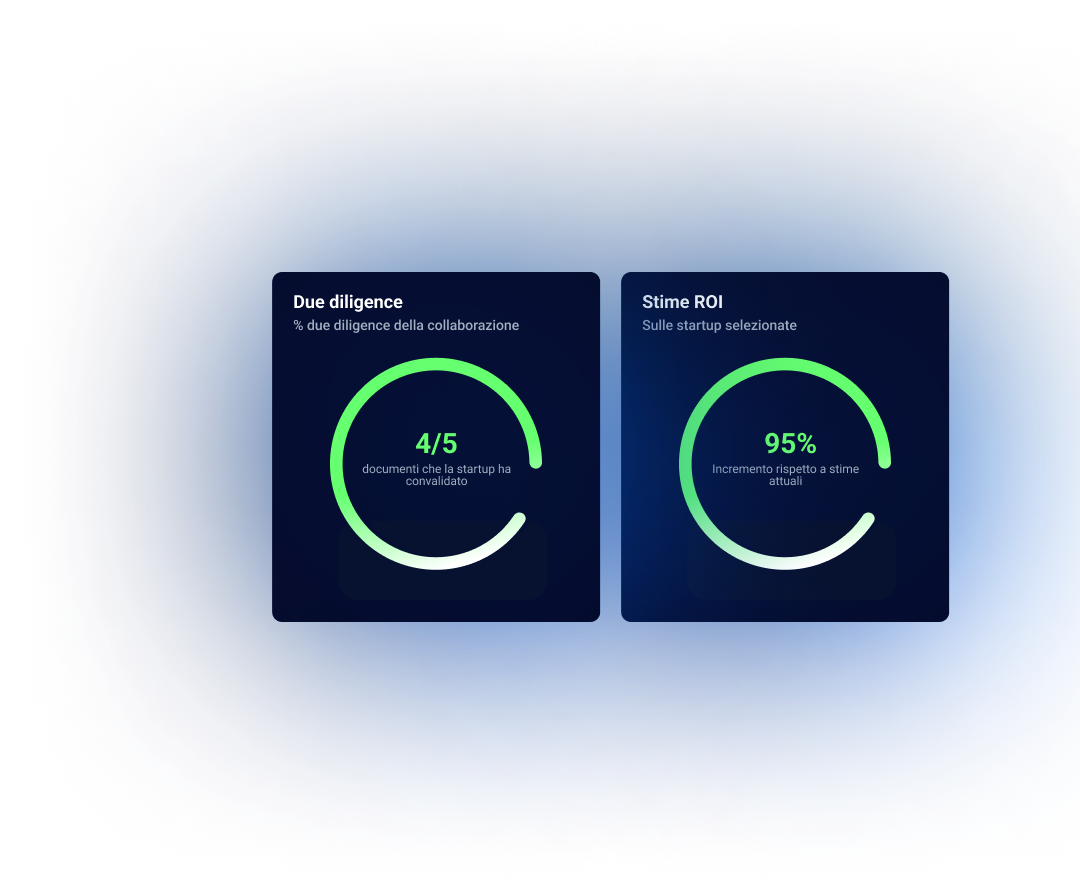 Due diligence
% due diligence della collaborazione
4/5
documenti che la startup ha
convalidato
Stime ROI
Sulle startup selezionate
95%
Incremento rispetto a stime
attuali